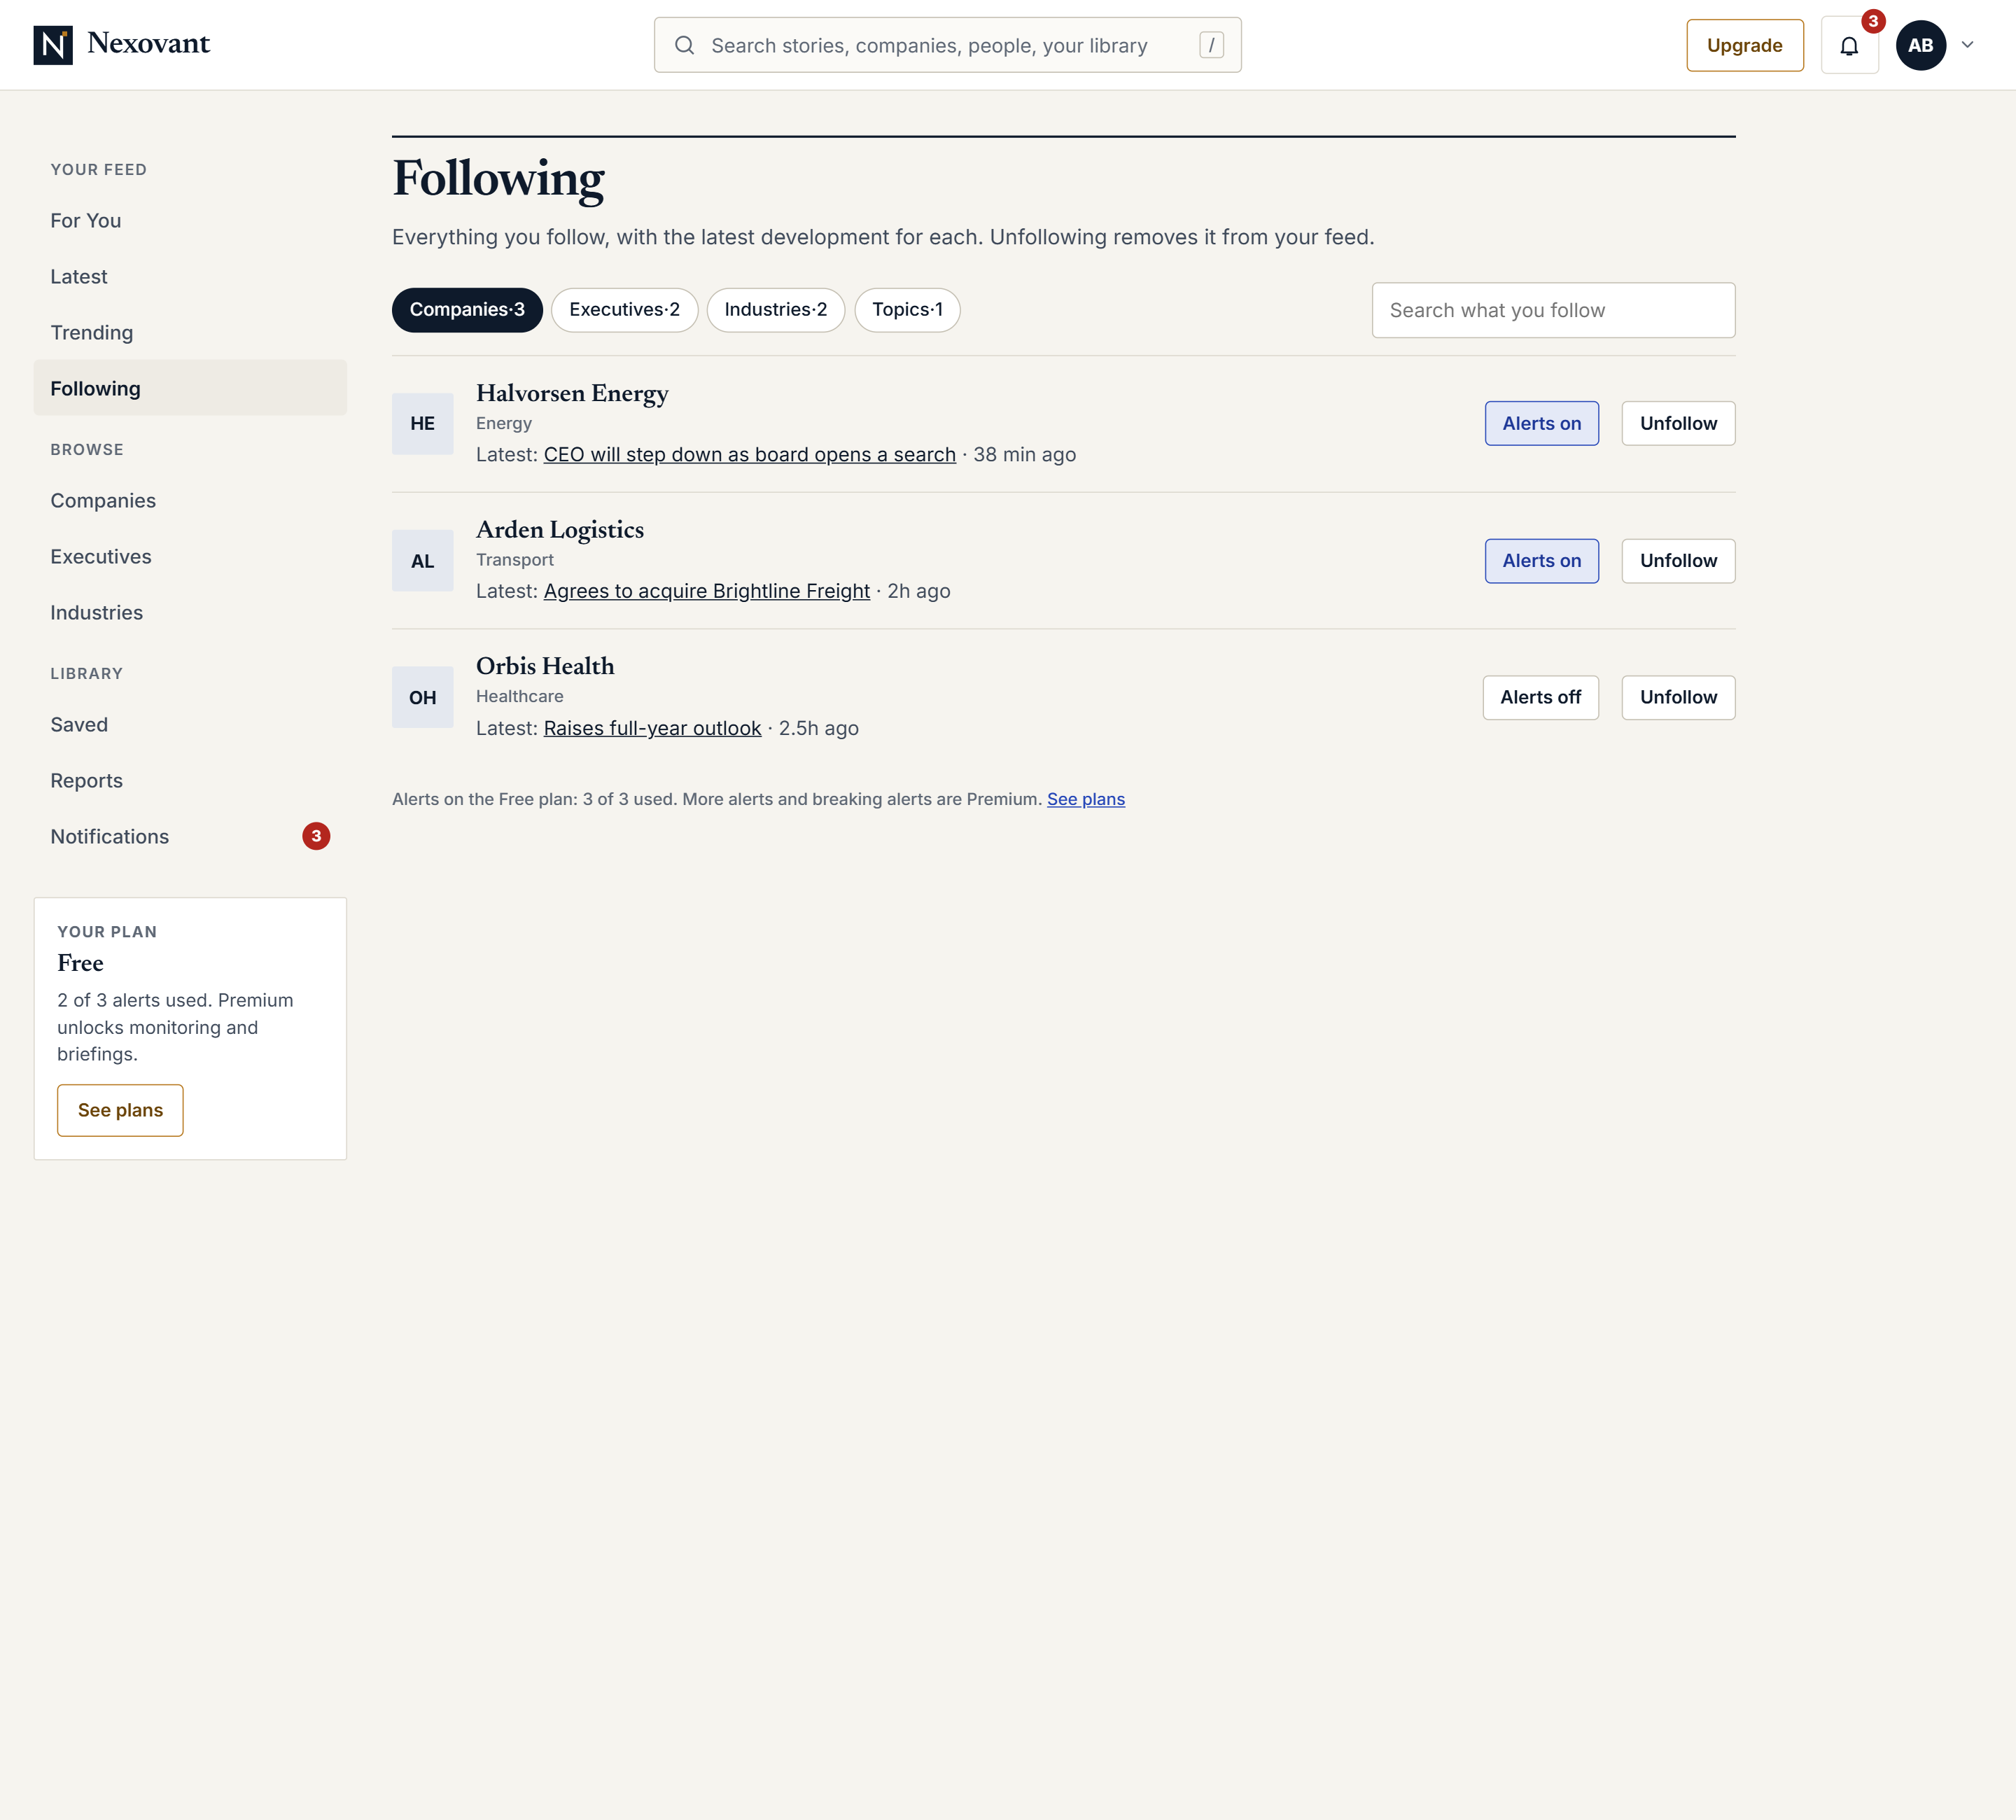 Nexovant
Search stories, companies, people, your library /
Upgrade
3
AB
YOUR FEED
For You
Latest
Trending
Following
BROWSE
Companies
Executives
Industries
LIBRARY
Saved
Reports
Notifications 3
YOUR PLAN
Free
2 of 3 alerts used. Premium
unlocks monitoring and
briefings.
See plans
Following
Everything you follow, with the latest development for each. Unfollowing removes it from your feed.
Companies·3 Executives·2 Industries·2 Topics·1 Search what you follow
HE
Halvorsen Energy
Energy
Latest: CEO will step down as board opens a search · 38 min ago
Alerts on Unfollow
AL
Arden Logistics
Transport
Latest: Agrees to acquire Brightline Freight · 2h ago
Alerts on Unfollow
OH
Orbis Health
Healthcare
Latest: Raises full-year outlook · 2.5h ago
Alerts off Unfollow
Alerts on the Free plan: 3 of 3 used. More alerts and breaking alerts are Premium. See plans